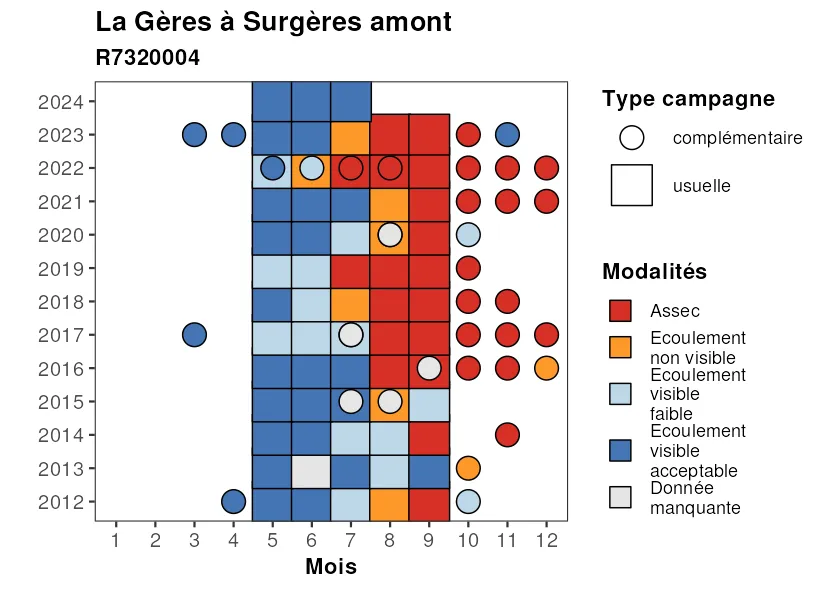 La Gères à Surgères amont
R7320004
2024
2023
2022
2021
2020
2019
2018
2017
2016
2015
2014
2013
2012
1 2 3 4 5 6 7 8 9 10 11 12
Mois
Type campagne
complémentaire
usuelle
Modalités
Assec
Ecoulement
non visible
Ecoulement
visible
faible
Ecoulement
visible
acceptable
Donnée
manquante